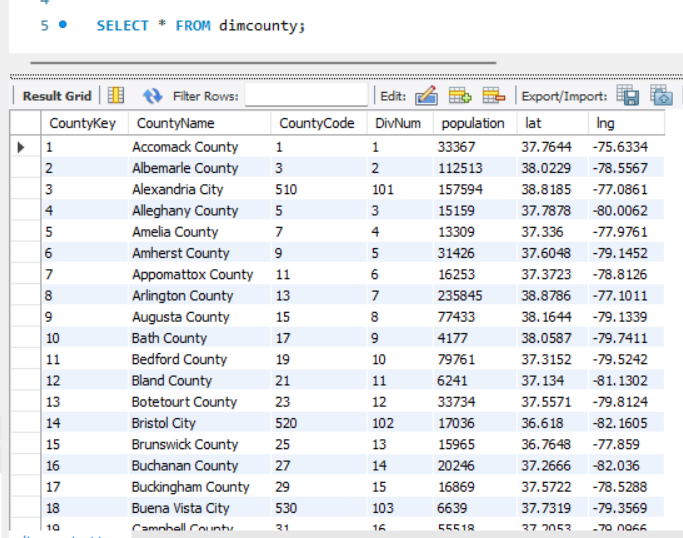 5 SELECT * FROM dimcounty;
Result Grid Filter Rows: Edit: Export/Import:
CountyKey CountyName CountyCode DivNum population lat lng
1 Accomack County 1 1 33367 37.7644 -75.6334
2 Albemarle County 3 2 112513 38.0229 -78.5567
3 Alexandria City 510 101 157594 38.8185 -77.0861
4 Alleghany County 5 3 15159 37.7878 -80.0062
5 Amelia County 7 4 13309 37.336 -77.9761
6 Amherst County 9 5 31426 37.6048 -79.1452
7 Appomattox County 11 6 16253 37.3723 -78.8126
8 Arlington County 13 7 235845 38.8786 -77.1011
9 Augusta County 15 8 77433 38.1644 -79.1339
10 Bath County 17 9 4177 38.0587 -79.7411
11 Bedford County 19 10 79761 37.3152 -79.5242
12 Bland County 21 11 6241 37.134 -81.1302
13 Botetourt County 23 12 33734 37.5571 -79.8124
14 Bristol City 520 102 17036 36.618 -82.1605
15 Brunswick County 25 13 15965 36.7648 -77.859
16 Buchanan County 27 14 20246 37.2666 -82.036
17 Buckingham County 29 15 16869 37.5722 -78.5288
18 Buena Vista City 530 103 6639 37.7319 -79.3569
19 Campbell County 31 16 55518 37.2053 -79.0966